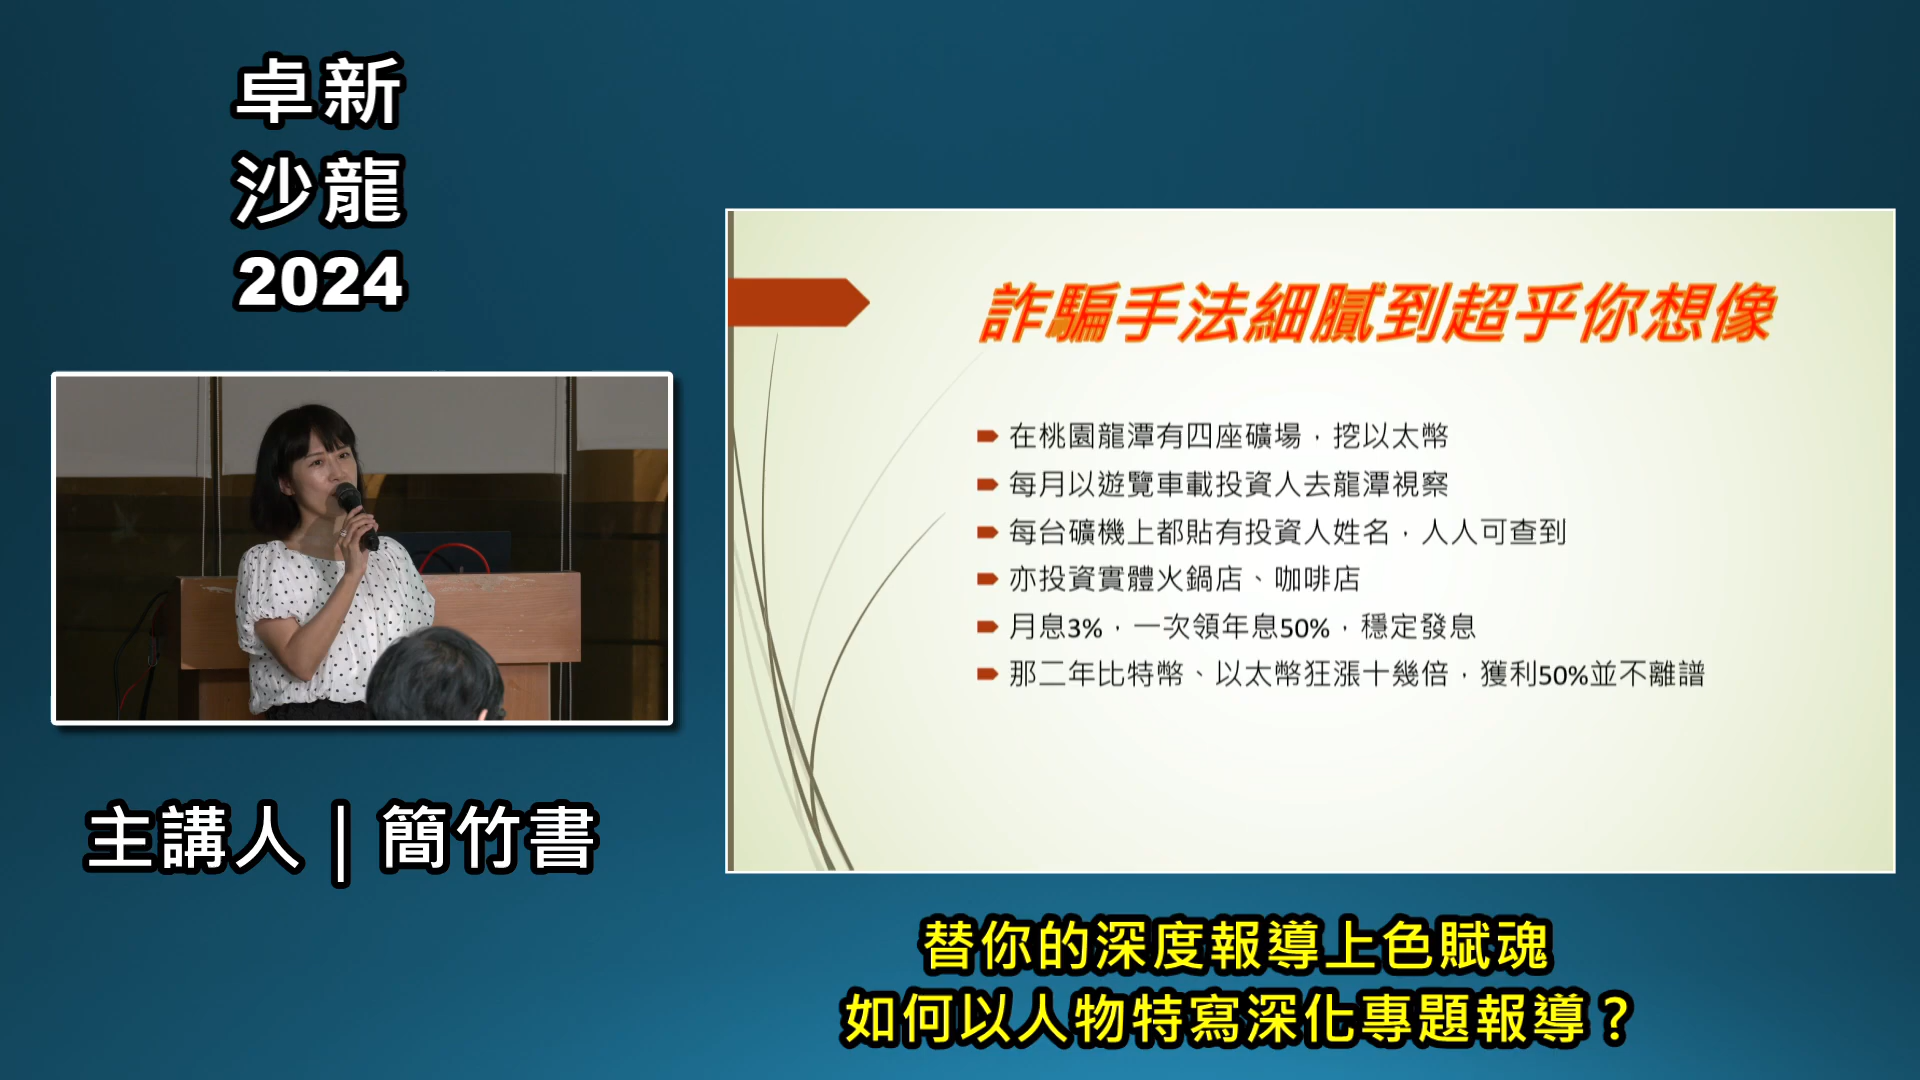 卓新
沙龍
2024
主講人｜簡竹書
詐騙手法細膩到超乎你想像
在桃園龍潭有四座礦場，挖以太幣
每月以遊覽車載投資人去龍潭視察
每台礦機上都貼有投資人姓名，人人可查到
亦投資實體火鍋店、咖啡店
月息3%，一次領年息50%，穩定發息
那二年比特幣、以太幣狂漲十幾倍，獲利50%並不離譜
替你的深度報導上色賦魂
如何以人物特寫深化專題報導？